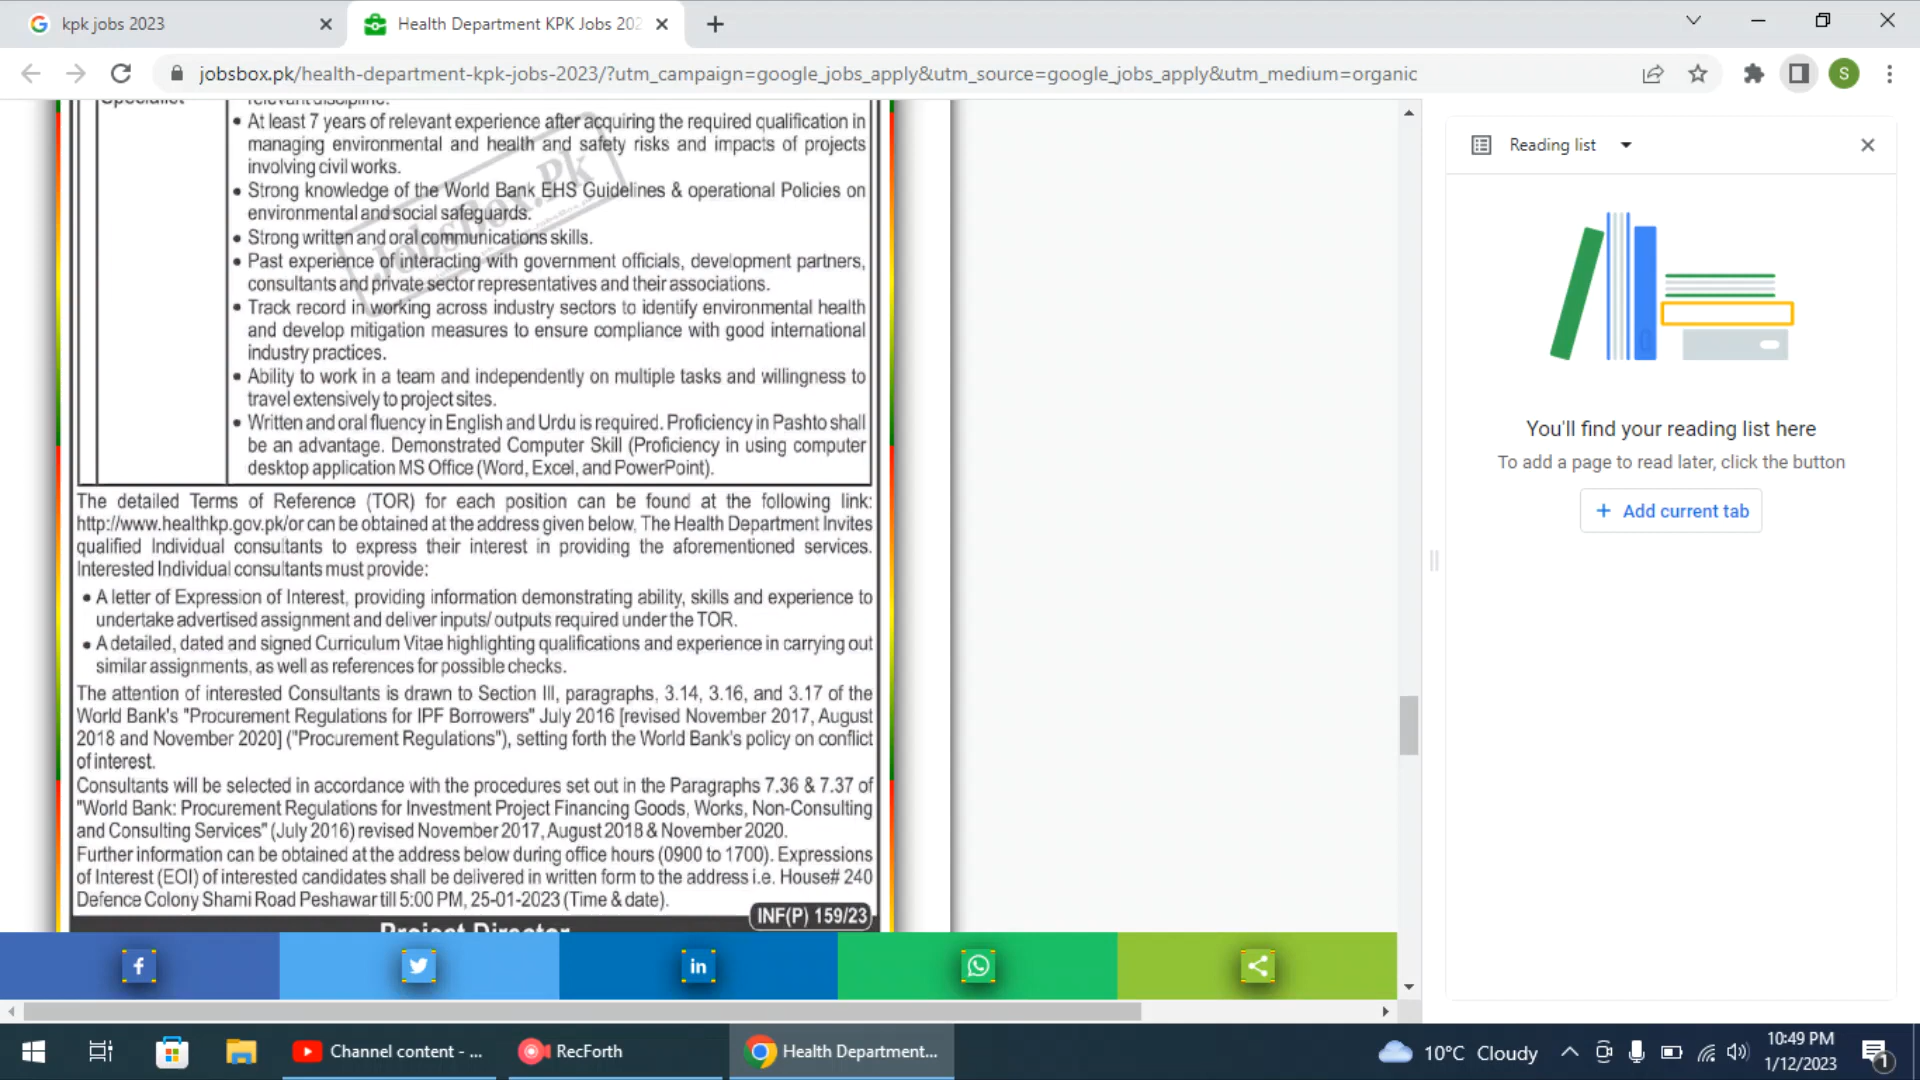 kpk jobs 2023
Health Department KPK Jobs 202
jobsbox.pk/health-department-kpk-jobs-2023/?utm_campaign=google_jobs_apply&utm_source=google_jobs_apply&utm_medium=organic
S
Specialist
relevant discipline.
• At least 7 years of relevant experience after acquiring the required qualification in
managing environmental and health and safety risks and impacts of projects
involving civil works.
• Strong knowledge of the World Bank EHS Guidelines & operational Policies on
environmental and social safeguards.
• Strong written and oral communications skills.
• Past experience of interacting with government officials, development partners,
consultants and private sector representatives and their associations.
• Track record in working across industry sectors to identify environmental health
and develop mitigation measures to ensure compliance with good international
industry practices.
• Ability to work in a team and independently on multiple tasks and willingness to
travel extensively to project sites.
• Written and oral fluency in English and Urdu is required. Proficiency in Pashto shall
be an advantage. Demonstrated Computer Skill (Proficiency in using computer
desktop application MS Office (Word, Excel, and PowerPoint).
JobsBox.Pk
The detailed Terms of Reference (TOR) for each position can be found at the following link:
http://www.healthkp.gov.pk/or can be obtained at the address given below, The Health Department Invites
qualified Individual consultants to express their interest in providing the aforementioned services.
Interested Individual consultants must provide:
• A letter of Expression of Interest, providing information demonstrating ability, skills and experience to
undertake advertised assignment and deliver inputs/ outputs required under the TOR.
• A detailed, dated and signed Curriculum Vitae highlighting qualifications and experience in carrying out
similar assignments, as well as references for possible checks.
The attention of interested Consultants is drawn to Section III, paragraphs, 3.14, 3.16, and 3.17 of the
World Bank's "Procurement Regulations for IPF Borrowers" July 2016 [revised November 2017, August
2018 and November 2020] ("Procurement Regulations"), setting forth the World Bank's policy on conflict
of interest.
Consultants will be selected in accordance with the procedures set out in the Paragraphs 7.36 & 7.37 of
"World Bank: Procurement Regulations for Investment Project Financing Goods, Works, Non-Consulting
and Consulting Services" (July 2016) revised November 2017, August 2018 & November 2020.
Further information can be obtained at the address below during office hours (0900 to 1700). Expressions
of Interest (EOI) of interested candidates shall be delivered in written form to the address i.e. House# 240
Defence Colony Shami Road Peshawar till 5:00 PM, 25-01-2023 (Time & date).
INF(P) 159/23
Project Director
Reading list
You'll find your reading list here
To add a page to read later, click the button
+ Add current tab
f
in
Channel content - ...
RecForth
Health Department...
10°C Cloudy
10:49 PM
1/12/2023
1